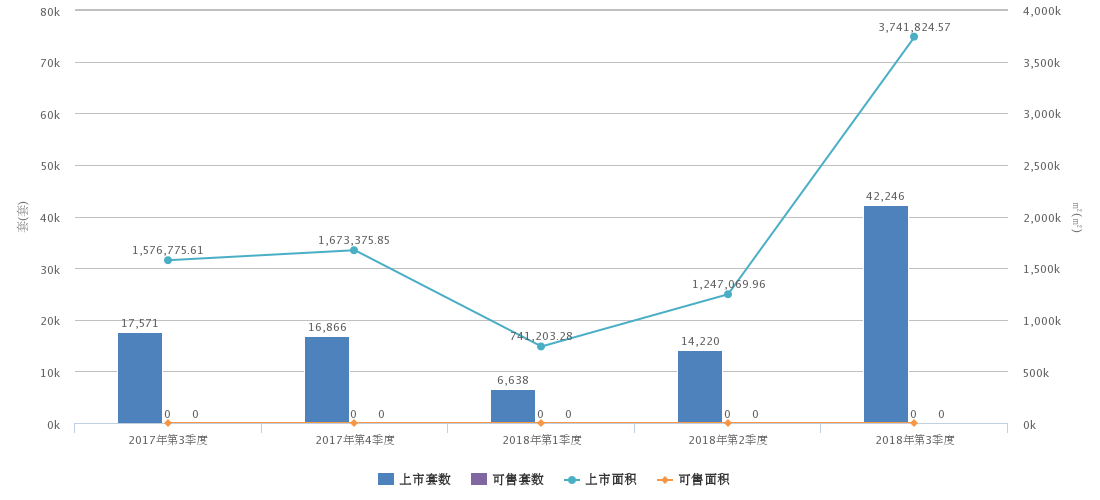 80k
4,000k
3,741,824.57
70k
3,500k
60k
3,000k
50k
2,500k
42,246
40k
2,000k
套(套)
㎡(㎡)
1,576,775.61
1,673,375.85
30k
1,500k
1,247,069.96
20k
1,000k
17,571
16,866
741,203.28
14,220
10k
500k
6,638
0 0 0 0 0 0 0 0 0 0
0k
0k
2017年第3季度 2017年第4季度 2018年第1季度 2018年第2季度 2018年第3季度
上市套数 可售套数 上市面积 可售面积